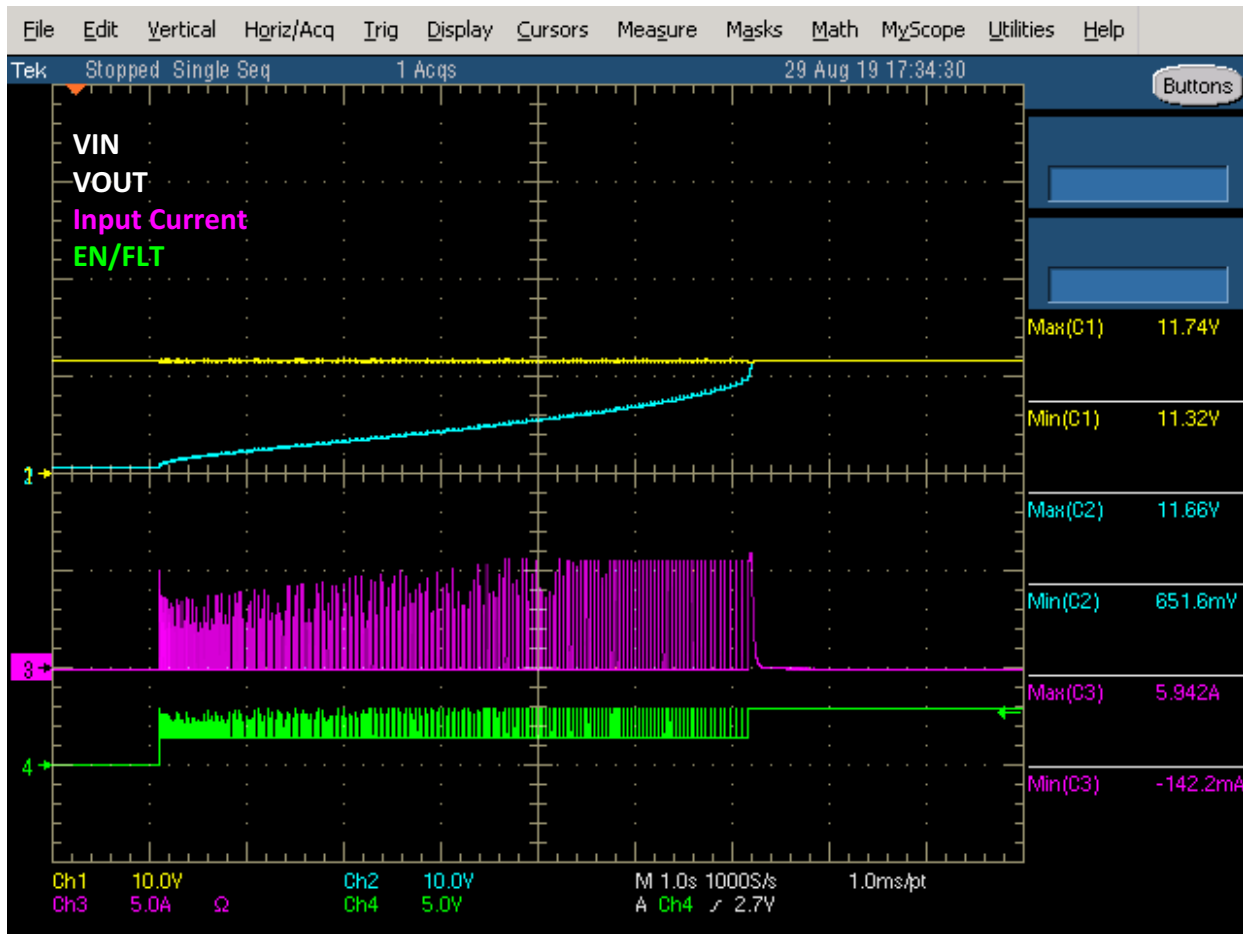 File Edit Vertical Horiz/Acq Trig Display Cursors Measure Masks Math MyScope Utilities Help
Tek Stopped Single Seq 1 Acqs 29 Aug 19 17:34:30 Buttons
VIN
VOUT
Input Current
EN/FLT
Max(C1) 11.74V
Min(C1) 11.32V
2
Max(C2) 11.66V
Min(C2) 651.6mV
3
Max(C3) 5.942A
4
Min(C3) -142.2mA
Ch1 10.0V Ch2 10.0V M 1.0s 1000S/s 1.0ms/pt
Ch3 5.0A Ω Ch4 5.0V A Ch4 2.7V